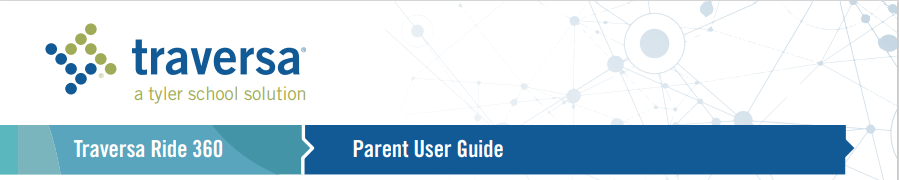 traversa®
a tyler school solution
Traversa Ride 360
Parent User Guide